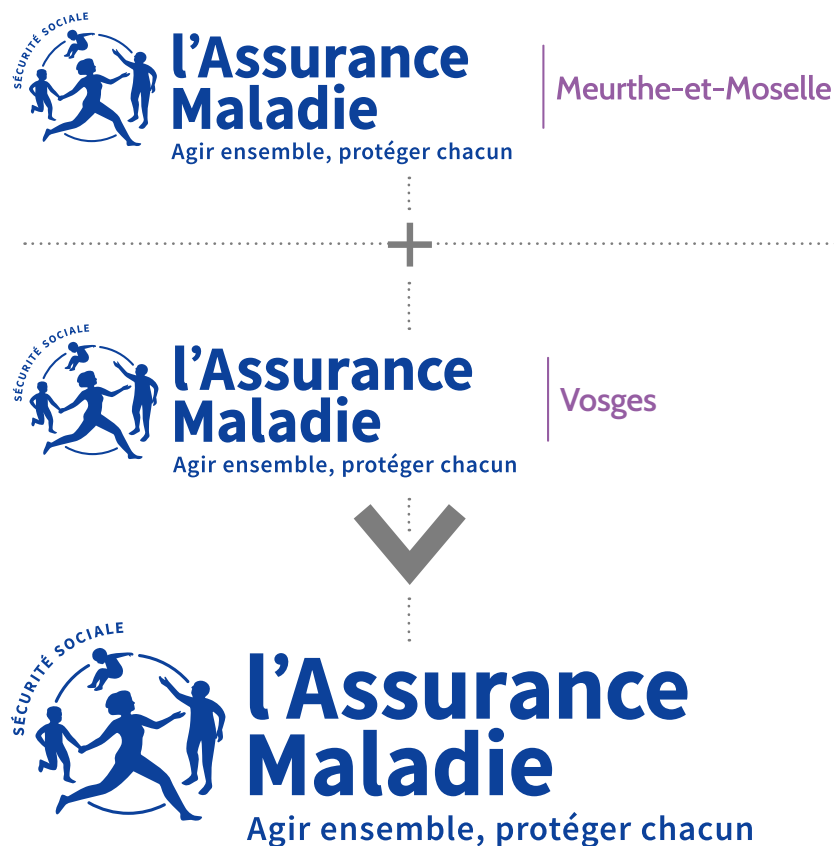 SÉCURITÉ SOCIALE
l’Assurance
Maladie
Agir ensemble, protéger chacun
Meurthe-et-Moselle
+
SÉCURITÉ SOCIALE
l’Assurance
Maladie
Agir ensemble, protéger chacun
Vosges
SÉCURITÉ SOCIALE
l’Assurance
Maladie
Agir ensemble, protéger chacun